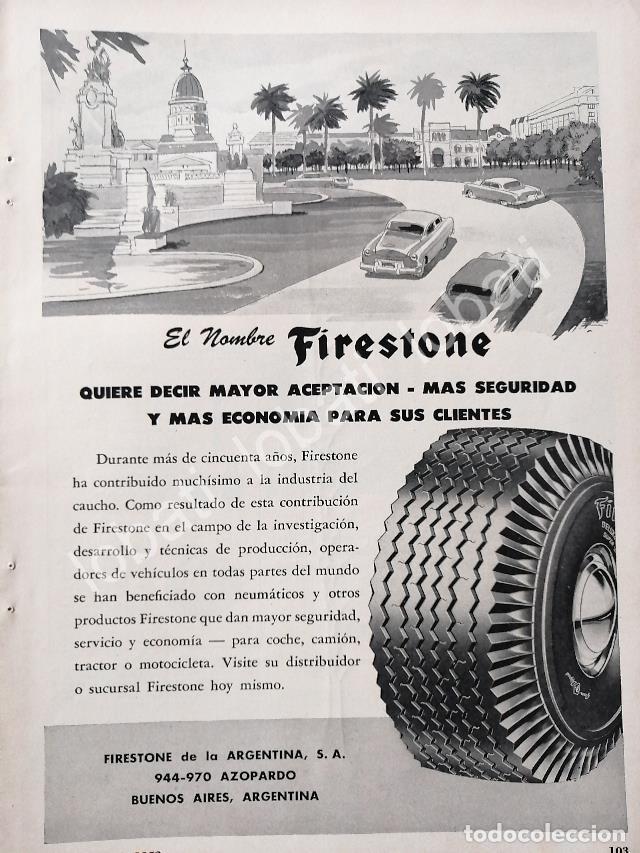 El Nombre Firestone
QUIERE DECIR MAYOR ACEPTACION - MAS SEGURIDAD
Y MAS ECONOMIA PARA SUS CLIENTES
Durante más de cincuenta años, Firestone
ha contribuido muchísimo a la industria del
caucho. Como resultado de esta contribución
de Firestone en el campo de la investigación,
desarrollo y técnicas de producción, opera-
dores de vehículos en todas partes del mundo
se han beneficiado con neumáticos y otros
productos Firestone que dan mayor seguridad,
servicio y economía — para coche, camión,
tractor o motocicleta. Visite su distribuidor
o sucursal Firestone hoy mismo.
FIRESTONE de la ARGENTINA, S. A.
944-970 AZOPARDO
BUENOS AIRES, ARGENTINA
103
todocoleccion